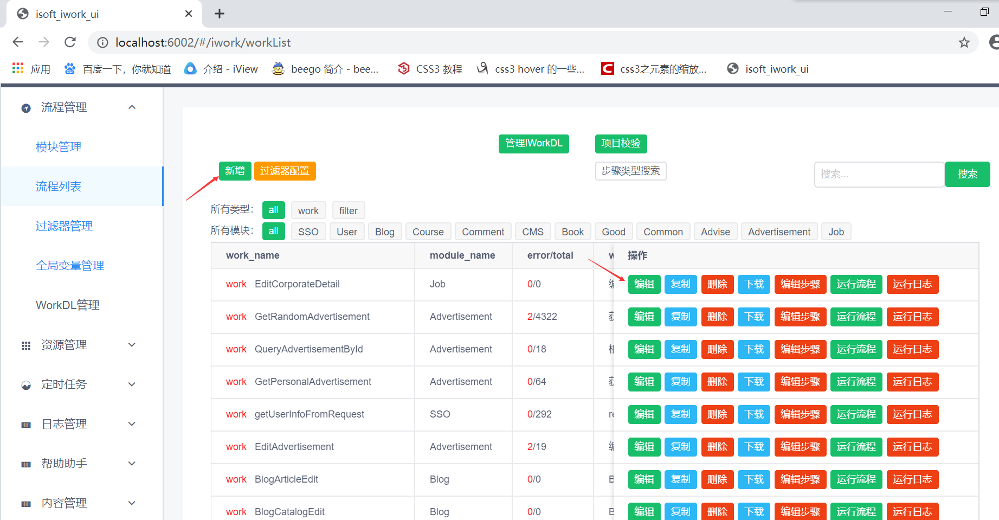 isoft_iwork_ui
localhost:6002/#/iwork/workList
应用 百度一下，你就知道 介绍 - iView beego 简介 - bee... CSS3 教程 css3 hover 的一些... css3之元素的缩放... isoft_iwork_ui
流程管理
模块管理
流程列表
过滤器管理
全局变量管理
WorkDL管理
资源管理
定时任务
日志管理
帮助助手
内容管理
管理IWorkDL 项目校验
新增 过滤器配置 步骤类型搜索 搜索... 搜索
所有类型： all work filter
所有模块： all SSO User Blog Course Comment CMS Book Good Common Advise Advertisement Job
work_name module_name error/total w 操作
work EditCorporateDetail Job 0/0 编辑 复制 删除 下载 编辑步骤 运行流程 运行日志
work GetRandomAdvertisement Advertisement 2/4322 编辑 复制 删除 下载 编辑步骤 运行流程 运行日志
work QueryAdvertisementById Advertisement 0/18 编辑 复制 删除 下载 编辑步骤 运行流程 运行日志
work GetPersonalAdvertisement Advertisement 0/64 编辑 复制 删除 下载 编辑步骤 运行流程 运行日志
work getUserInfoFromRequest SSO 0/292 re 编辑 复制 删除 下载 编辑步骤 运行流程 运行日志
work EditAdvertisement Advertisement 2/19 编辑 复制 删除 下载 编辑步骤 运行流程 运行日志
work BlogArticleEdit Blog 0/0 B 编辑 复制 删除 下载 编辑步骤 运行流程 运行日志
work BlogCatalogEdit Blog 0/0 B 编辑 复制 删除 下载 编辑步骤 运行流程 运行日志